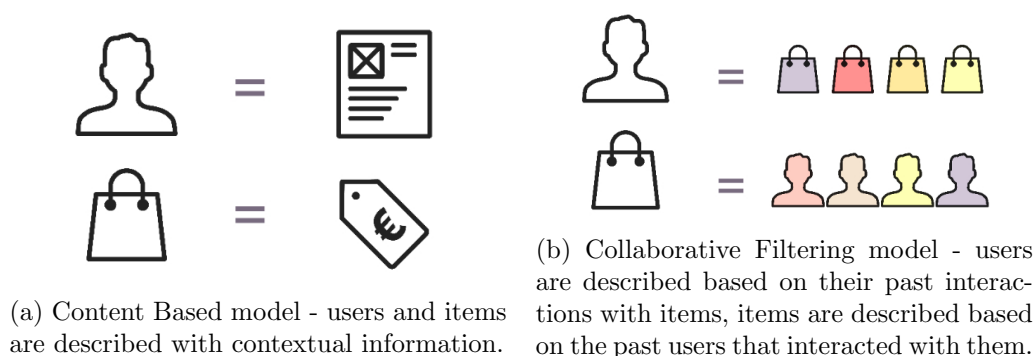 =
=
€
(a) Content Based model - users and items
are described with contextual information.
=
=
(b) Collaborative Filtering model - users
are described based on their past interac-
tions with items, items are described based
on the past users that interacted with them